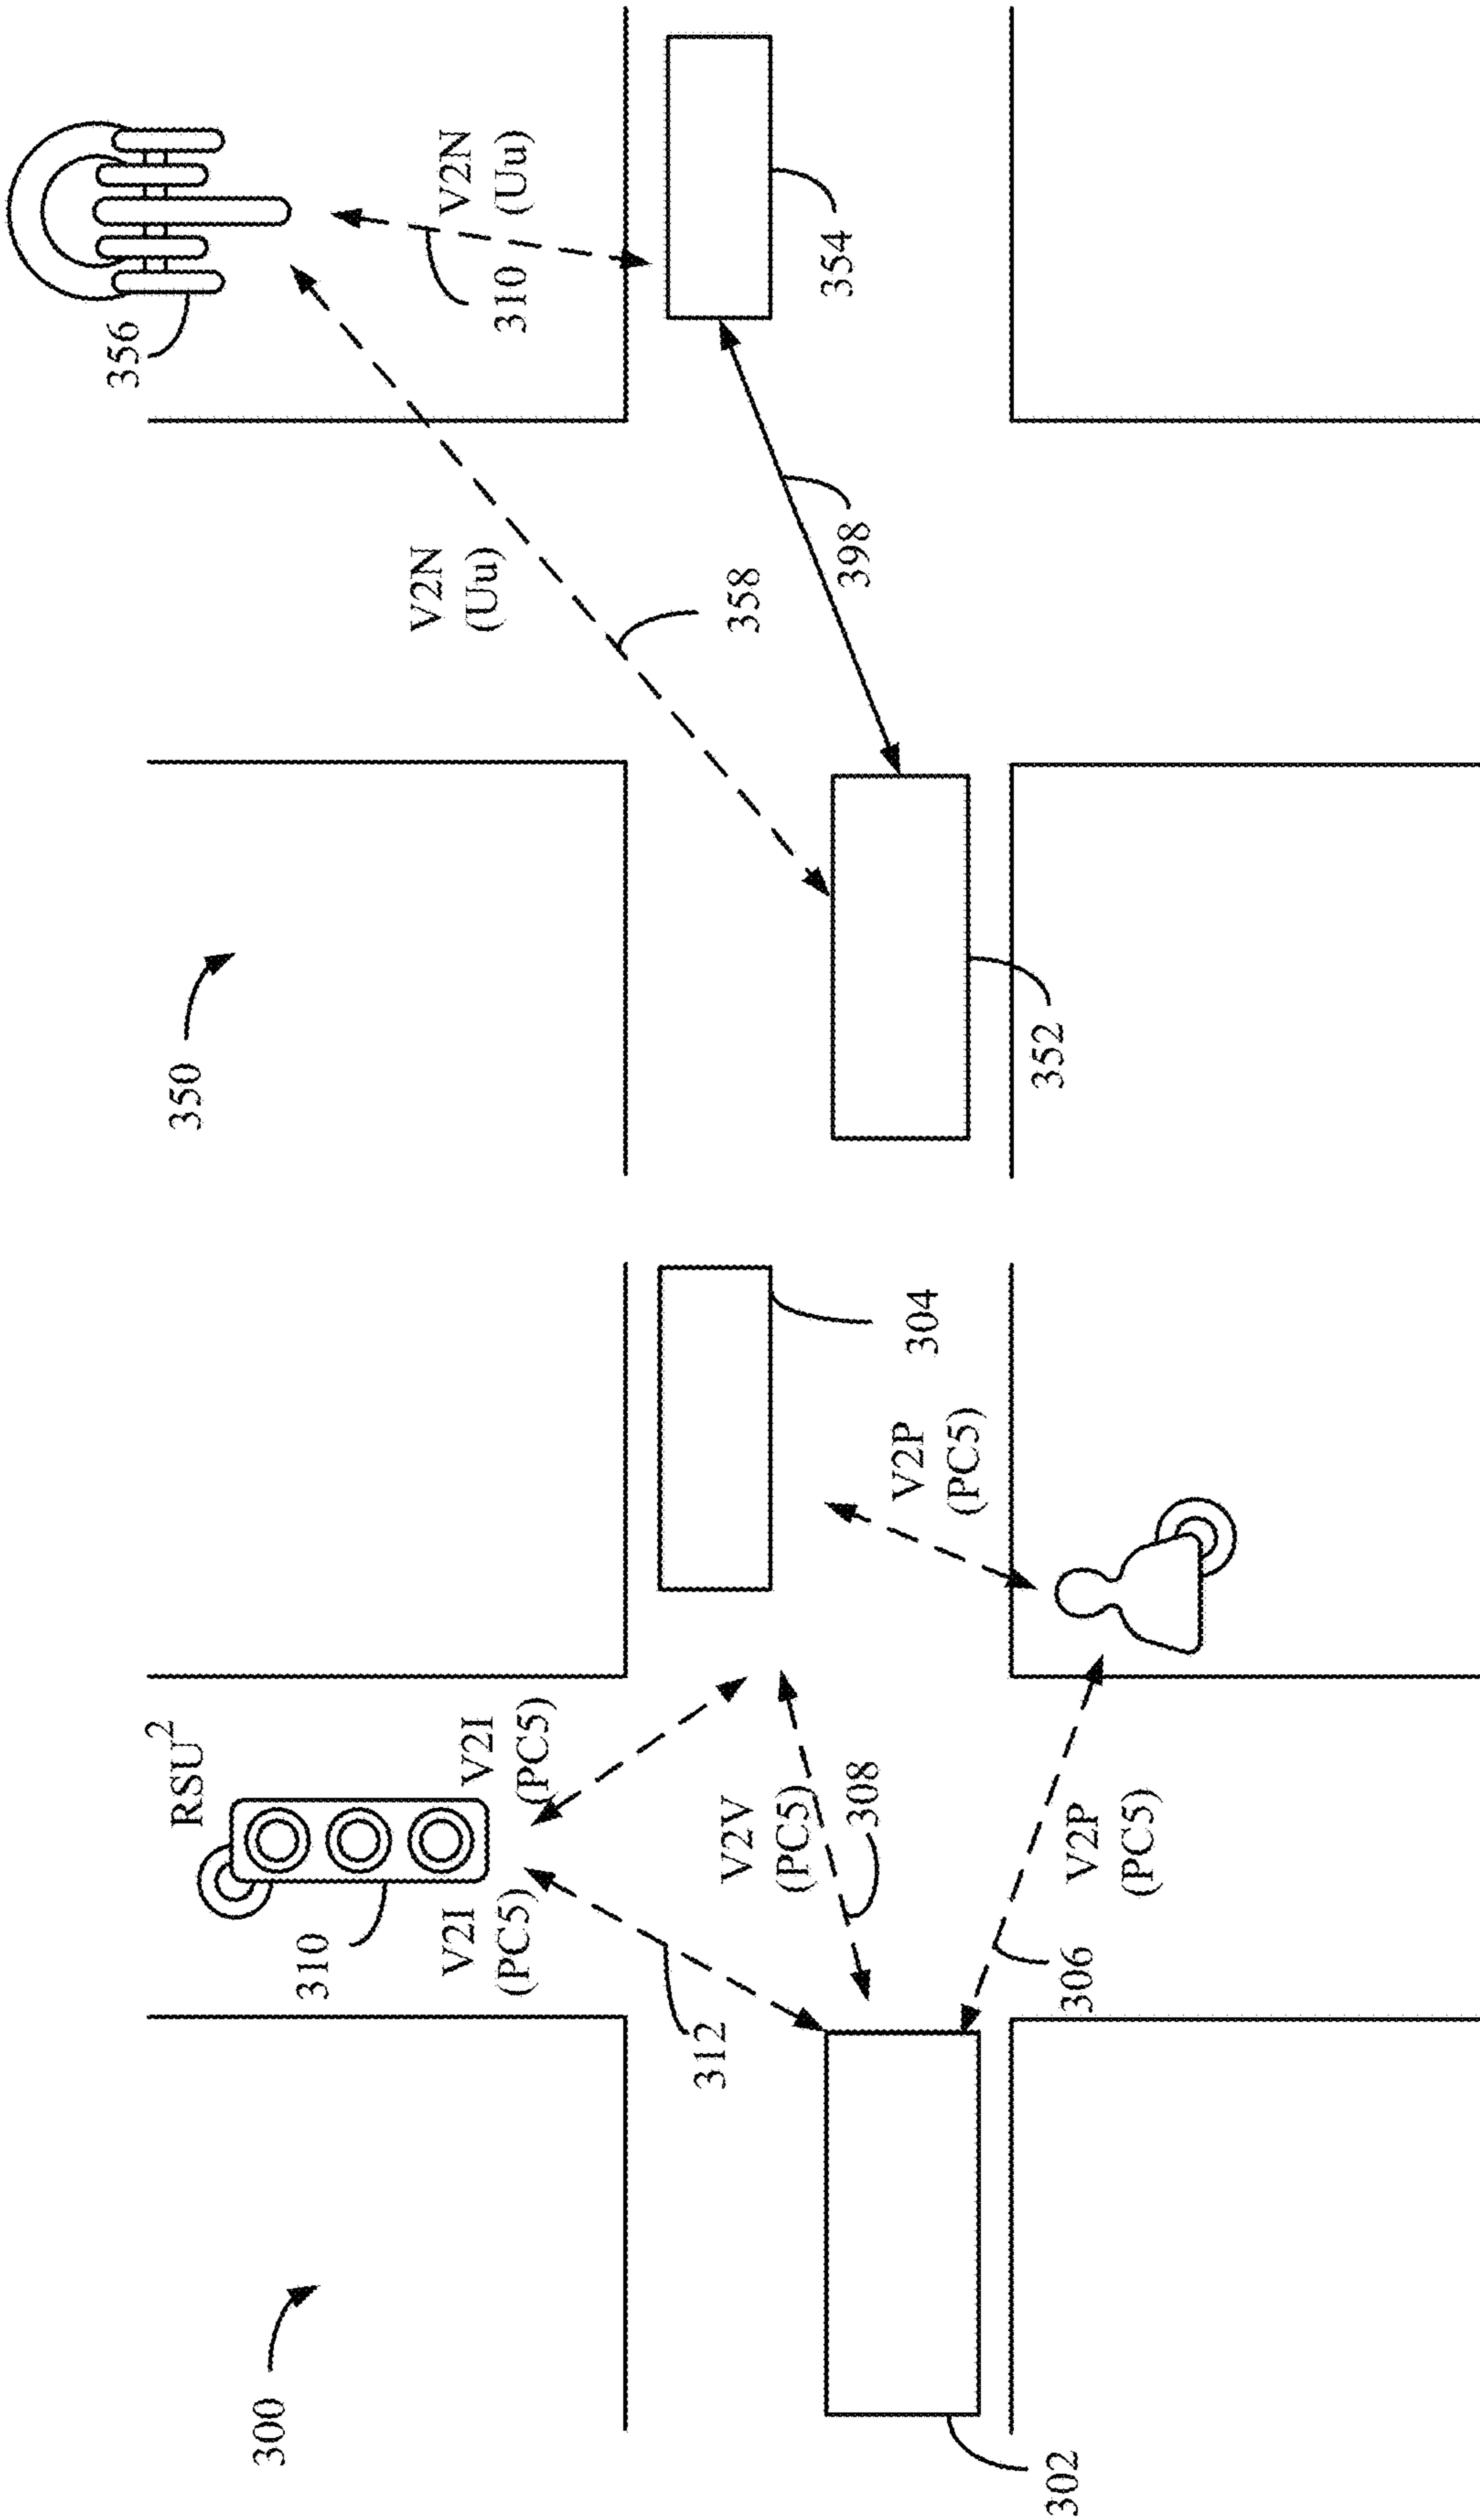 300
302
RSU2
310
V2I
(PC5)
V2I
(PC5)
312
V2V
(PC5)
308
V2P
(PC5)
306
V2P
(PC5)
304
350
352
V2N
(Uu)
358
398
356
V2N
(Uu)
310
354